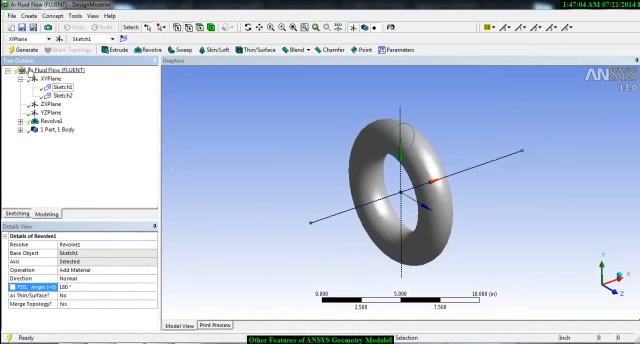 A: Fluid Flow (FLUENT) - DesignModeler
1:47:04 AM 07/21/2014
File Create Concept Tools View Help
Undo Redo Select:
XYPlane Sketch1
Generate Share Topology Extrude Revolve Sweep Skin/Loft Thin/Surface Blend Chamfer Point Parameters
Tree Outline
Graphics
A: Fluid Flow (FLUENT)
XYPlane
Sketch1
Sketch2
ZXPlane
YZPlane
Revolve1
1 Part, 1 Body
ANSYS
13.0
Sketching Modeling
Details View
Details of Revolve1
Revolve Revolve1
Base Object Sketch1
Axis Selected
Operation Add Material
Direction Normal
FD1, Angle (>0) 180 °
As Thin/Surface? No
Merge Topology? Yes
0.000 5.000 10.000 (in)
2.500 7.500
Y
X
Z
Model View Print Preview
Ready
Other Features of ANSYS Geometry Moduled
Selection
Inch 0 0